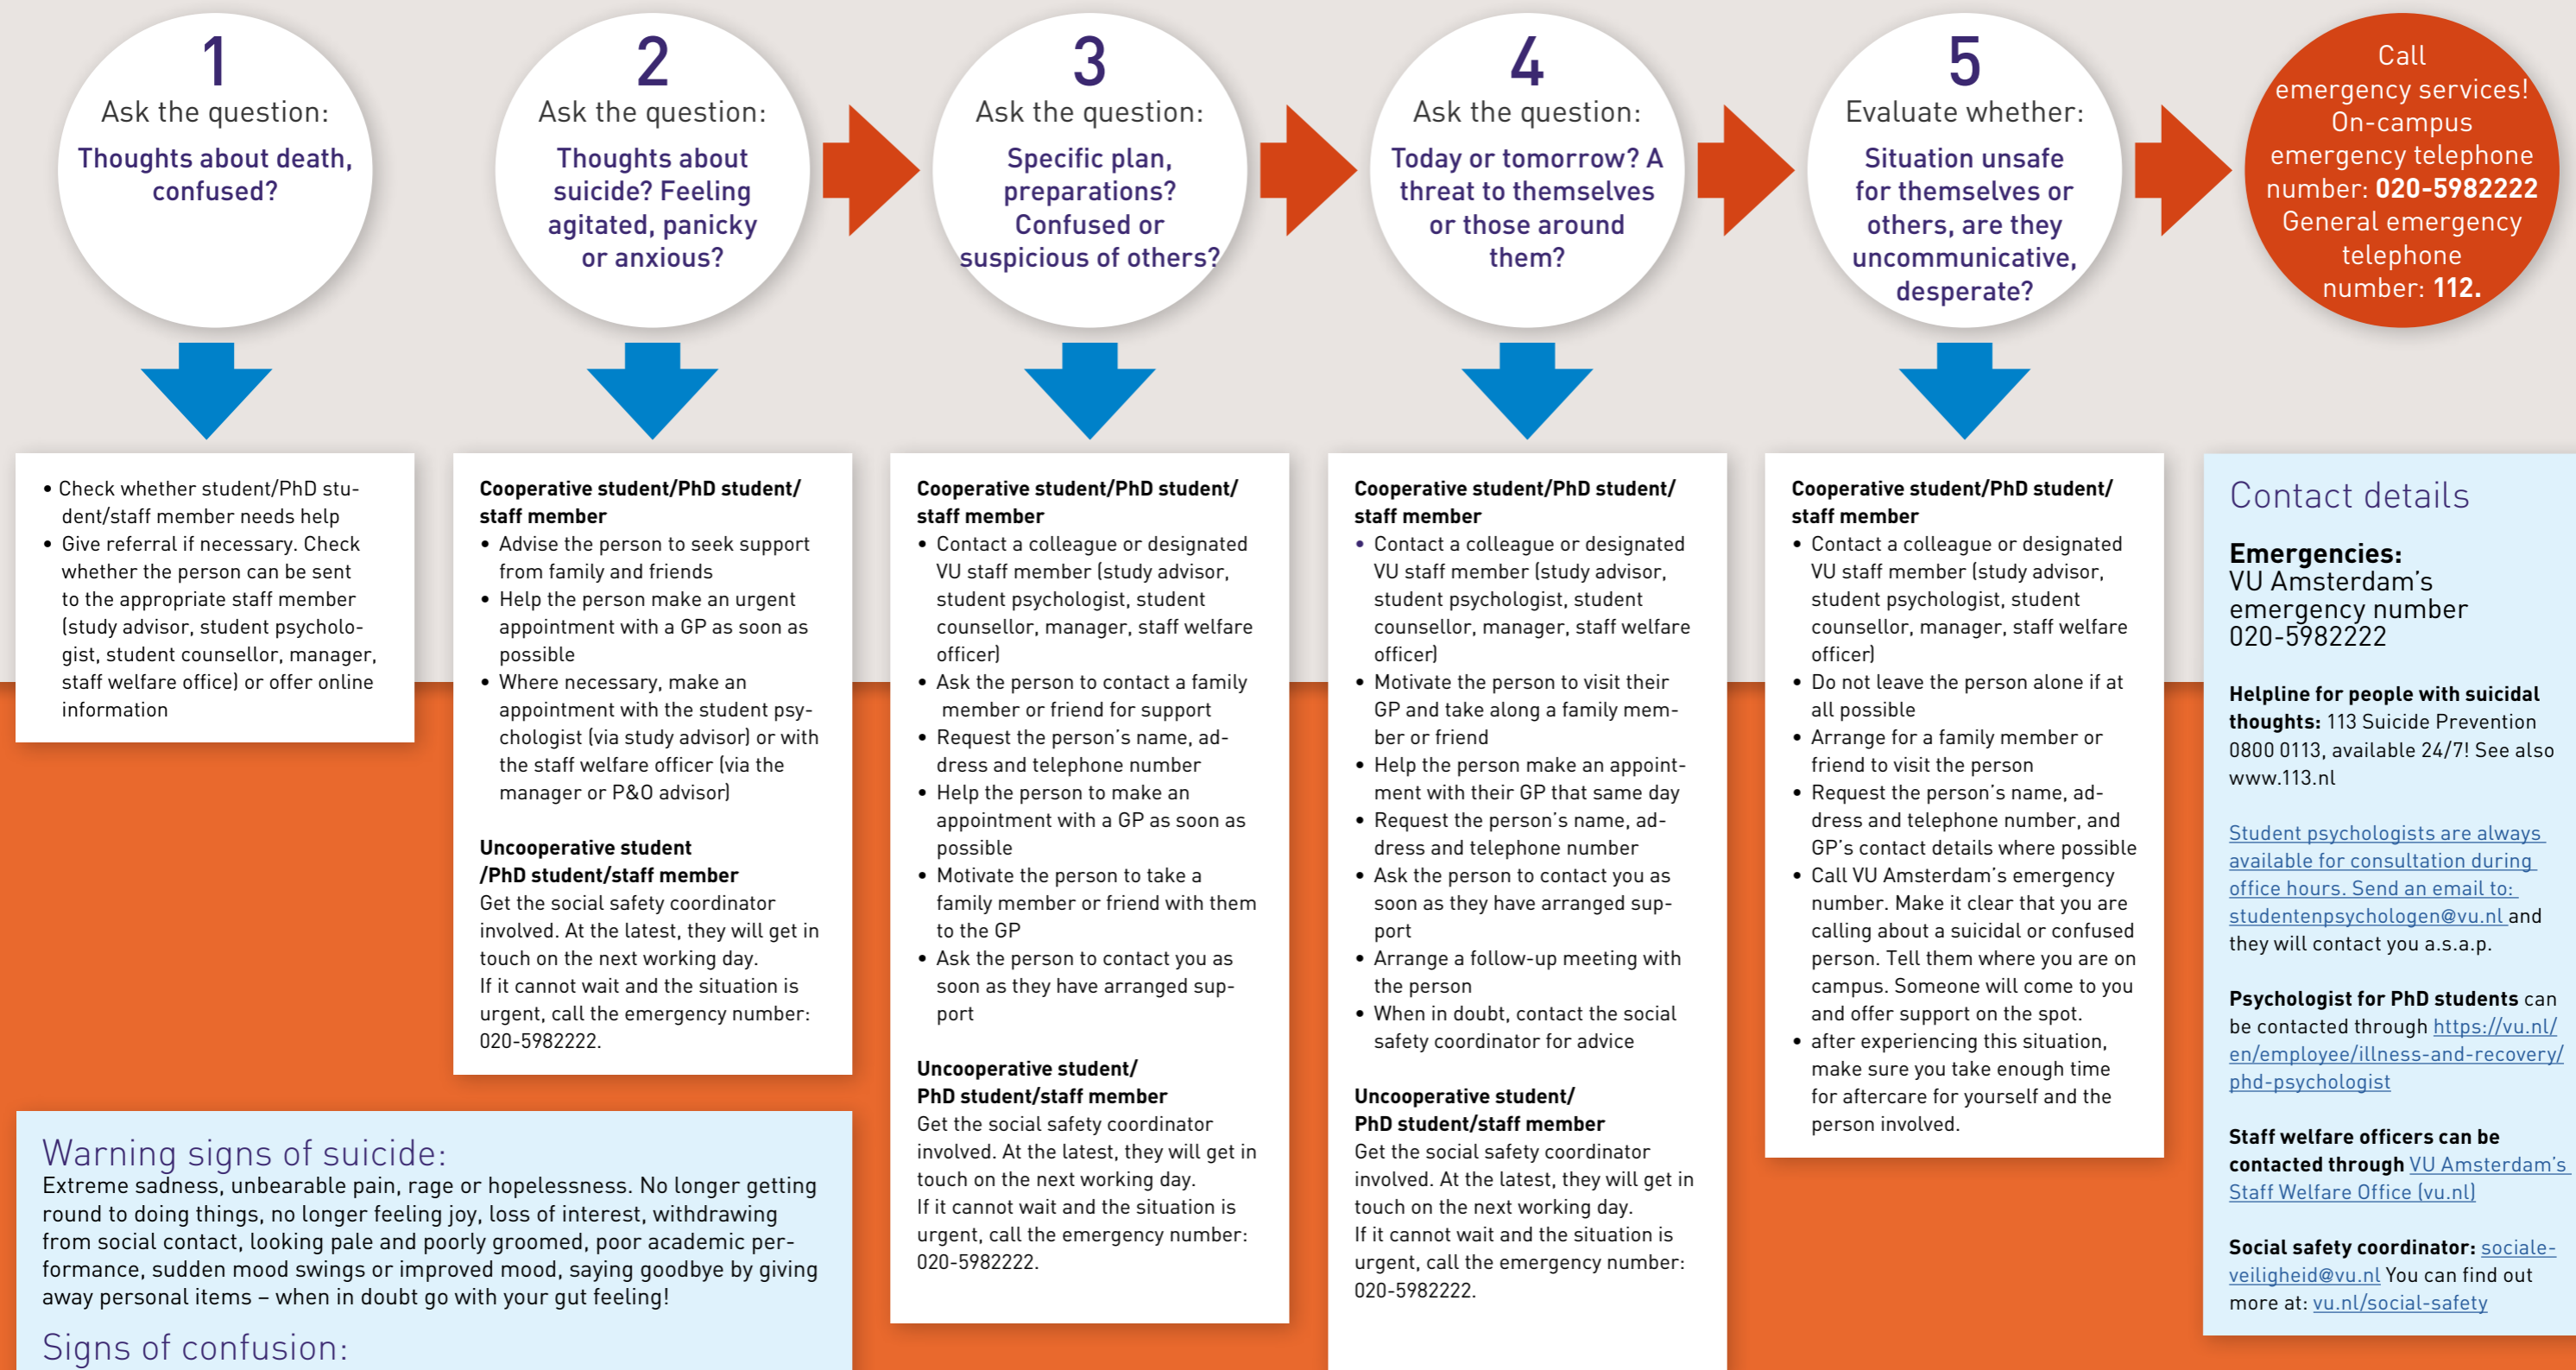 1
Ask the question:
Thoughts about death,
confused?
2
Ask the question:
Thoughts about
suicide? Feeling
agitated, panicky
or anxious?
3
Ask the question:
Specific plan,
preparations?
Confused or
suspicious of others?
4
Ask the question:
Today or tomorrow? A
threat to themselves
or those around
them?
5
Evaluate whether:
Situation unsafe
for themselves or
others, are they
uncommunicative,
desperate?
Call
emergency services!
On-campus
emergency telephone
number: 020-5982222
General emergency
telephone
number: 112.
• Check whether student/PhD stu-
dent/staff member needs help
• Give referral if necessary. Check
whether the person can be sent
to the appropriate staff member
(study advisor, student psycholo-
gist, student counsellor, manager,
staff welfare office) or offer online
information
Cooperative student/PhD student/
staff member
• Advise the person to seek support
from family and friends
• Help the person make an urgent
appointment with a GP as soon as
possible
• Where necessary, make an
appointment with the student psy-
chologist (via study advisor) or with
the staff welfare officer (via the
manager or P&O advisor)
Uncooperative student
/PhD student/staff member
Get the social safety coordinator
involved. At the latest, they will get in
touch on the next working day.
If it cannot wait and the situation is
urgent, call the emergency number:
020-5982222.
Cooperative student/PhD student/
staff member
• Contact a colleague or designated
VU staff member (study advisor,
student psychologist, student
counsellor, manager, staff welfare
officer)
• Ask the person to contact a family
member or friend for support
• Request the person's name, ad-
dress and telephone number
• Help the person to make an
appointment with a GP as soon as
possible
• Motivate the person to take a
family member or friend with them
to the GP
• Ask the person to contact you as
soon as they have arranged sup-
port
Uncooperative student/
PhD student/staff member
Get the social safety coordinator
involved. At the latest, they will get in
touch on the next working day.
If it cannot wait and the situation is
urgent, call the emergency number:
020-5982222.
Cooperative student/PhD student/
staff member
• Contact a colleague or designated
VU staff member (study advisor,
student psychologist, student
counsellor, manager, staff welfare
officer)
• Motivate the person to visit their
GP and take along a family mem-
ber or friend
• Help the person make an appoint-
ment with their GP that same day
• Request the person's name, ad-
dress and telephone number
• Ask the person to contact you as
soon as they have arranged sup-
port
• Arrange a follow-up meeting with
the person
• When in doubt, contact the social
safety coordinator for advice
Uncooperative student/
PhD student/staff member
Get the social safety coordinator
involved. At the latest, they will get in
touch on the next working day.
If it cannot wait and the situation is
urgent, call the emergency number:
020-5982222.
Cooperative student/PhD student/
staff member
• Contact a colleague or designated
VU staff member (study advisor,
student psychologist, student
counsellor, manager, staff welfare
officer)
• Do not leave the person alone if at
all possible
• Arrange for a family member or
friend to visit the person
• Request the person's name, ad-
dress and telephone number, and
GP's contact details where possible
• Call VU Amsterdam's emergency
number. Make it clear that you are
calling about a suicidal or confused
person. Tell them where you are on
campus. Someone will come to you
and offer support on the spot.
• after experiencing this situation,
make sure you take enough time
for aftercare for yourself and the
person involved.
Contact details
Emergencies:
VU Amsterdam's
emergency number
020-5982222
Helpline for people with suicidal
thoughts: 113 Suicide Prevention
0800 0113, available 24/7! See also
www.113.nl
Student psychologists are always
available for consultation during
office hours. Send an email to:
studentenpsychologen@vu.nl and
they will contact you a.s.a.p.
Psychologist for PhD students can
be contacted through https://vu.nl/
en/employee/illness-and-recovery/
phd-psychologist
Staff welfare officers can be
contacted through VU Amsterdam's
Staff Welfare Office (vu.nl)
Social safety coordinator: sociale-
veiligheid@vu.nl You can find out
more at: vu.nl/social-safety
Warning signs of suicide:
Extreme sadness, unbearable pain, rage or hopelessness. No longer getting
round to doing things, no longer feeling joy, loss of interest, withdrawing
from social contact, looking pale and poorly groomed, poor academic per-
formance, sudden mood swings or improved mood, saying goodbye by giving
away personal items – when in doubt go with your gut feeling!
Signs of confusion: